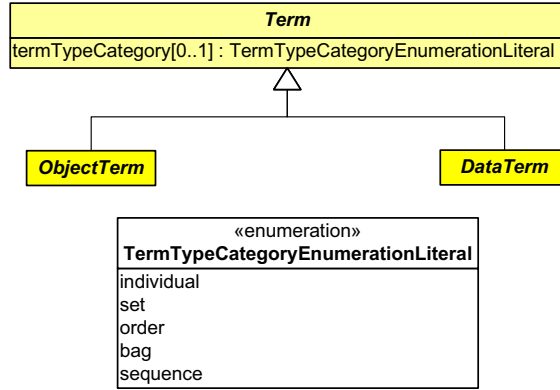 Term
termTypeCategory[0..1] : TermTypeCategoryEnumerationLiteral
ObjectTerm
DataTerm
«enumeration»
TermTypeCategoryEnumerationLiteral
individual
set
order
bag
sequence